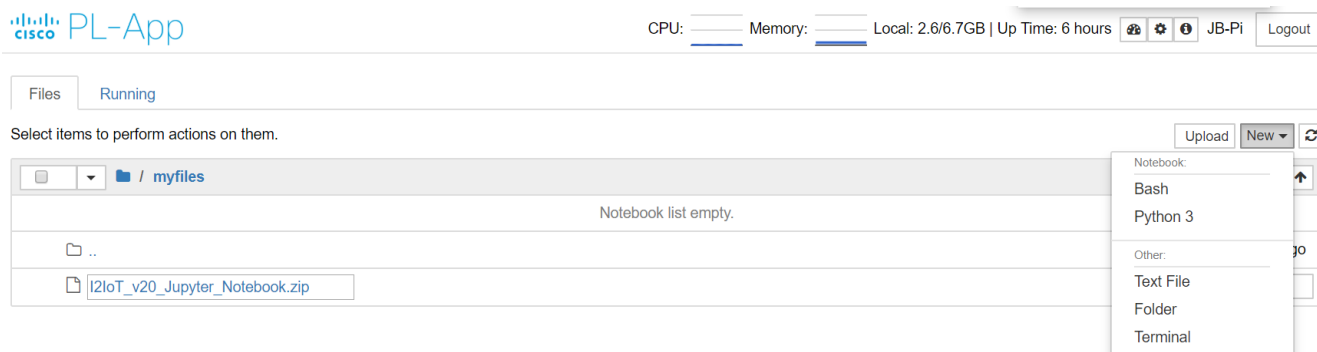 cisco PL-App
CPU: Memory: Local: 2.6/6.7GB | Up Time: 6 hours JB-Pi Logout
Files Running
Select items to perform actions on them.
Upload New
/ myfiles
Notebook list empty.
..
go
I2IoT_v20_Jupyter_Notebook.zip
Notebook:
Bash
Python 3
Other:
Text File
Folder
Terminal